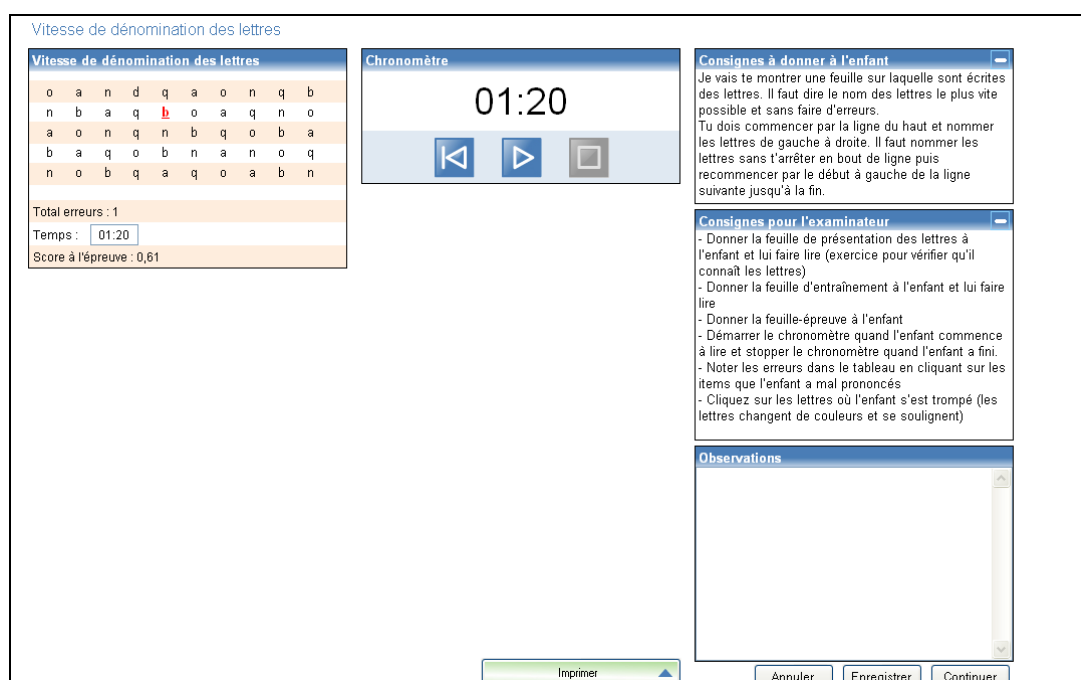 Vitesse de dénomination des lettres
Vitesse de dénomination des lettres
o a n d q a o n q b
n b a q b o a q n o
a o n q n b q o b a
b a q o b n a n o q
n o b q a q o a b n
Total erreurs : 1
Temps : 01:20
Score à l'épreuve : 0,61
Chronomètre
01:20
Consignes à donner à l'enfant
Je vais te montrer une feuille sur laquelle sont écrites
des lettres. Il faut dire le nom des lettres le plus vite
possible et sans faire d'erreurs.
Tu dois commencer par la ligne du haut et nommer
les lettres de gauche à droite. Il faut nommer les
lettres sans t'arrêter en bout de ligne puis
recommencer par le début à gauche de la ligne
suivante jusqu'à la fin.
Consignes pour l'examinateur
- Donner la feuille de présentation des lettres à
l'enfant et lui faire lire (exercice pour vérifier qu'il
connaît les lettres)
- Donner la feuille d'entraînement à l'enfant et lui faire
lire
- Donner la feuille-épreuve à l'enfant
- Démarrer le chronomètre quand l'enfant commence
à lire et stopper le chronomètre quand l'enfant a fini.
- Noter les erreurs dans le tableau en cliquant sur les
items que l'enfant a mal prononcés
- Cliquez sur les lettres où l'enfant s'est trompé (les
lettres changent de couleurs et se soulignent)
Observations
Imprimer
Annuler Enregistrer Continuer